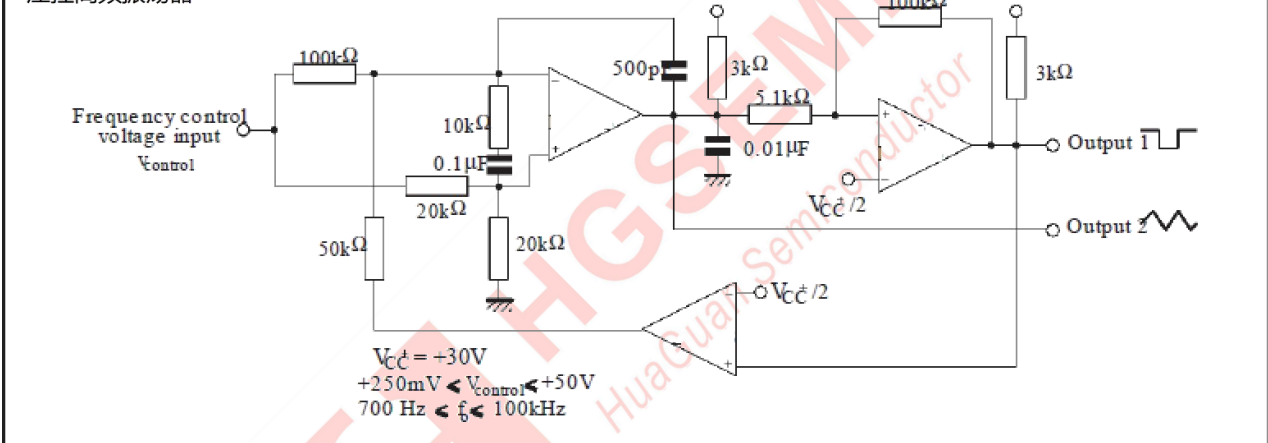 100kΩ
100kΩ
500p
3kΩ
3kΩ
5.1kΩ
Frequency control
voltage input
Vcontrol
10kΩ
0.1μF
0.01μF
Output 1
20kΩ
VCC+/2
Output 2
50kΩ
20kΩ
VCC+/2
VCC+ = +30V
+250mV ⩽ Vcontrol ⩽ +50V
700 Hz ⩽ fo ⩽ 100kHz
HGSEM
HuaGuan Semiconductor